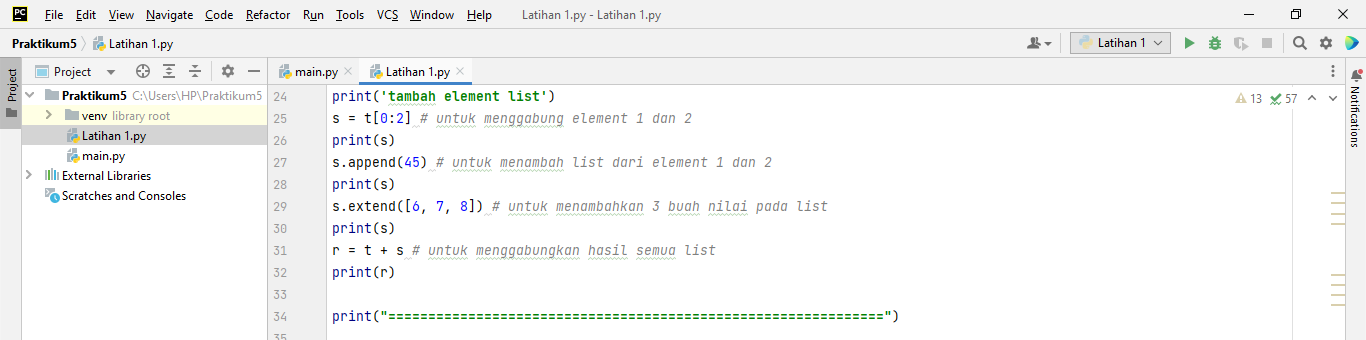 PC File Edit View Navigate Code Refactor Run Tools VCS Window Help Latihan 1.py - Latihan 1.py
Praktikum5 Latihan 1.py Latihan 1
Project Project main.py Latihan 1.py
Praktikum5 C:\Users\HP\Praktikum5
venv library root
Latihan 1.py
main.py
External Libraries
Scratches and Consoles
24 print('tambah element list')
25 s = t[0:2] # untuk menggabung element 1 dan 2
26 print(s)
27 s.append(45) # untuk menambah list dari element 1 dan 2
28 print(s)
29 s.extend([6, 7, 8]) # untuk menambahkan 3 buah nilai pada list
30 print(s)
31 r = t + s # untuk menggabungkan hasil semua list
32 print(r)
33
34 print("==============================================================")
35
13 57
Notifications